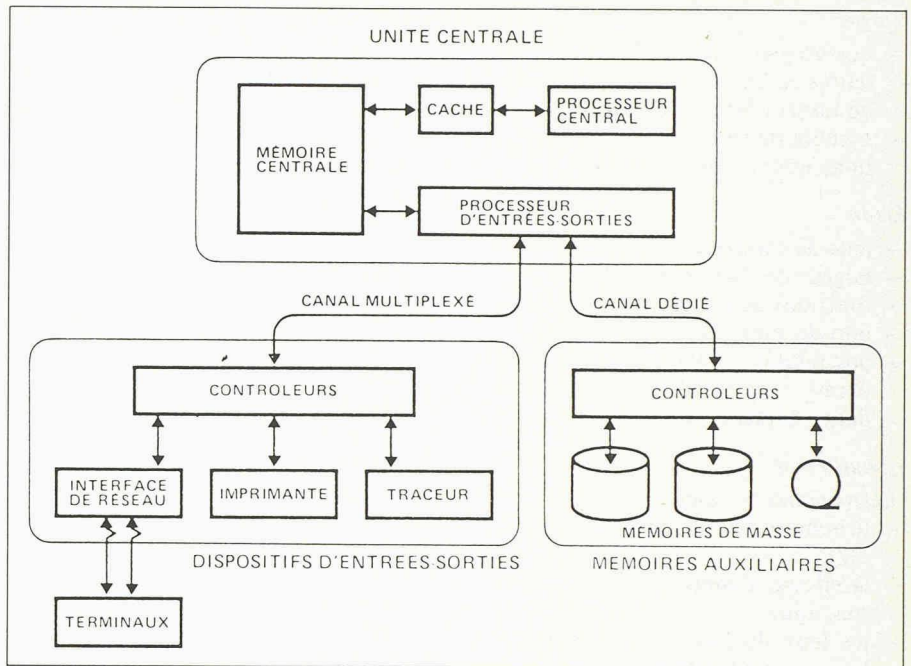 UNITE CENTRALE
CACHE
PROCESSEUR
CENTRAL
MÉMOIRE
CENTRALE
PROCESSEUR
D'ENTRÉES-SORTIES
CANAL MULTIPLEXÉ
CANAL DÉDIÉ
CONTROLEURS
CONTROLEURS
INTERFACE
DE RÉSEAU
IMPRIMANTE
TRACEUR
MÉMOIRES DE MASSE
DISPOSITIFS D'ENTREES-SORTIES
MEMOIRES AUXILIAIRES
TERMINAUX